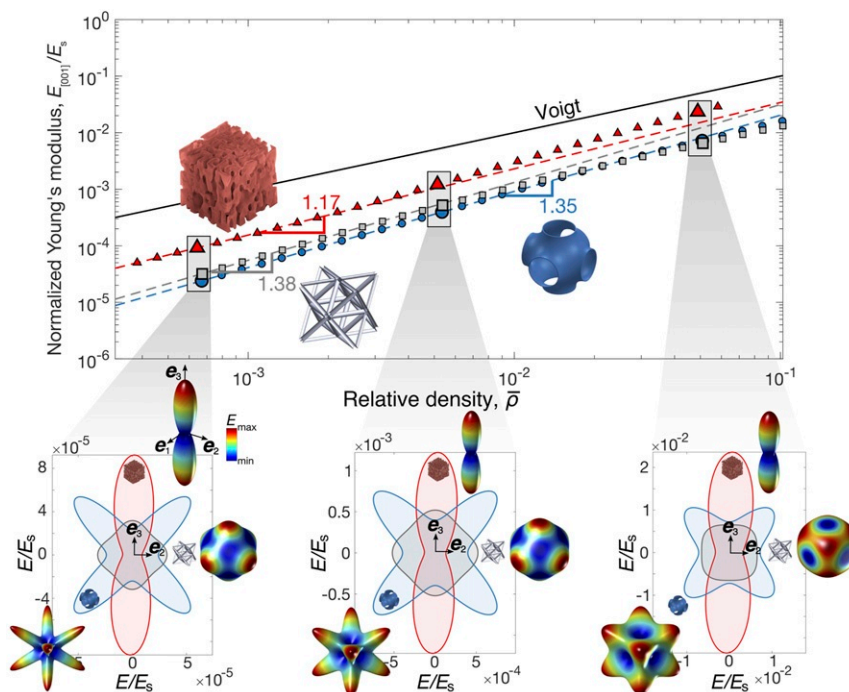 Normalized Young's modulus, E[001]/Es
10^0
10^-1
10^-2
10^-3
10^-4
10^-5
10^-6
Voigt
1.17
1.35
1.38
10^-3
10^-2
10^-1
Relative density, ρ̄
e3
e1
e2
E
max
min
×10^-5
8
4
0
-4
E/Es
e3
e2
-5
0
5
×10^-5
E/Es
×10^-3
1
0.5
0
-0.5
E/Es
e3
e2
-5
0
5
×10^-4
E/Es
×10^-2
2
1
0
-1
E/Es
e3
e2
-1
0
1
×10^-2
E/Es